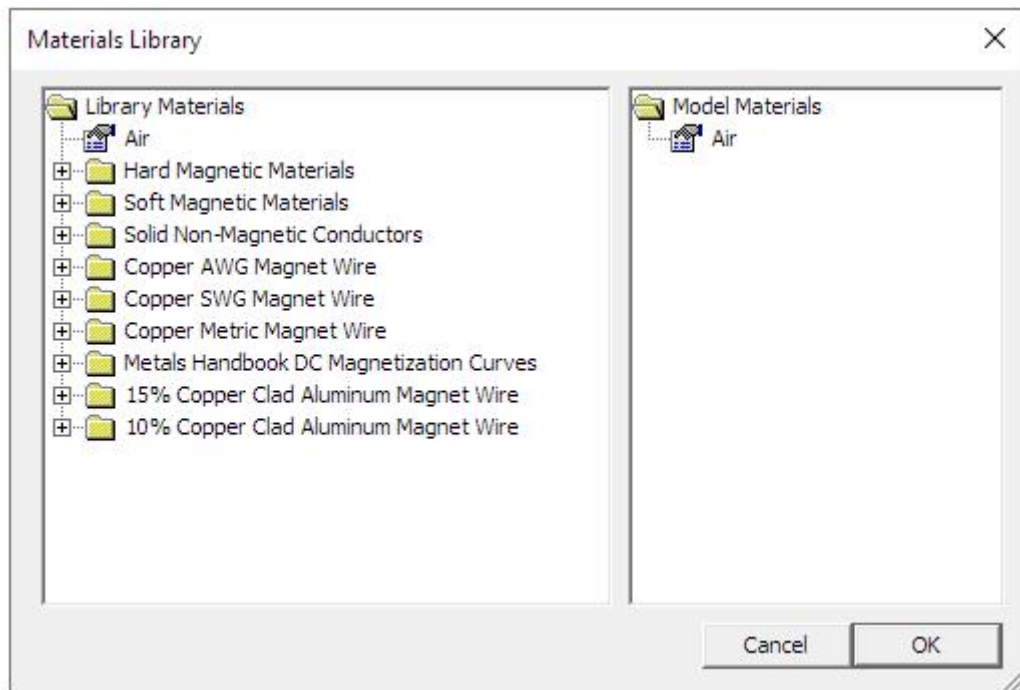 Materials Library
Library Materials
Air
Hard Magnetic Materials
Soft Magnetic Materials
Solid Non-Magnetic Conductors
Copper AWG Magnet Wire
Copper SWG Magnet Wire
Copper Metric Magnet Wire
Metals Handbook DC Magnetization Curves
15% Copper Clad Aluminum Magnet Wire
10% Copper Clad Aluminum Magnet Wire
Model Materials
Air
Cancel
OK